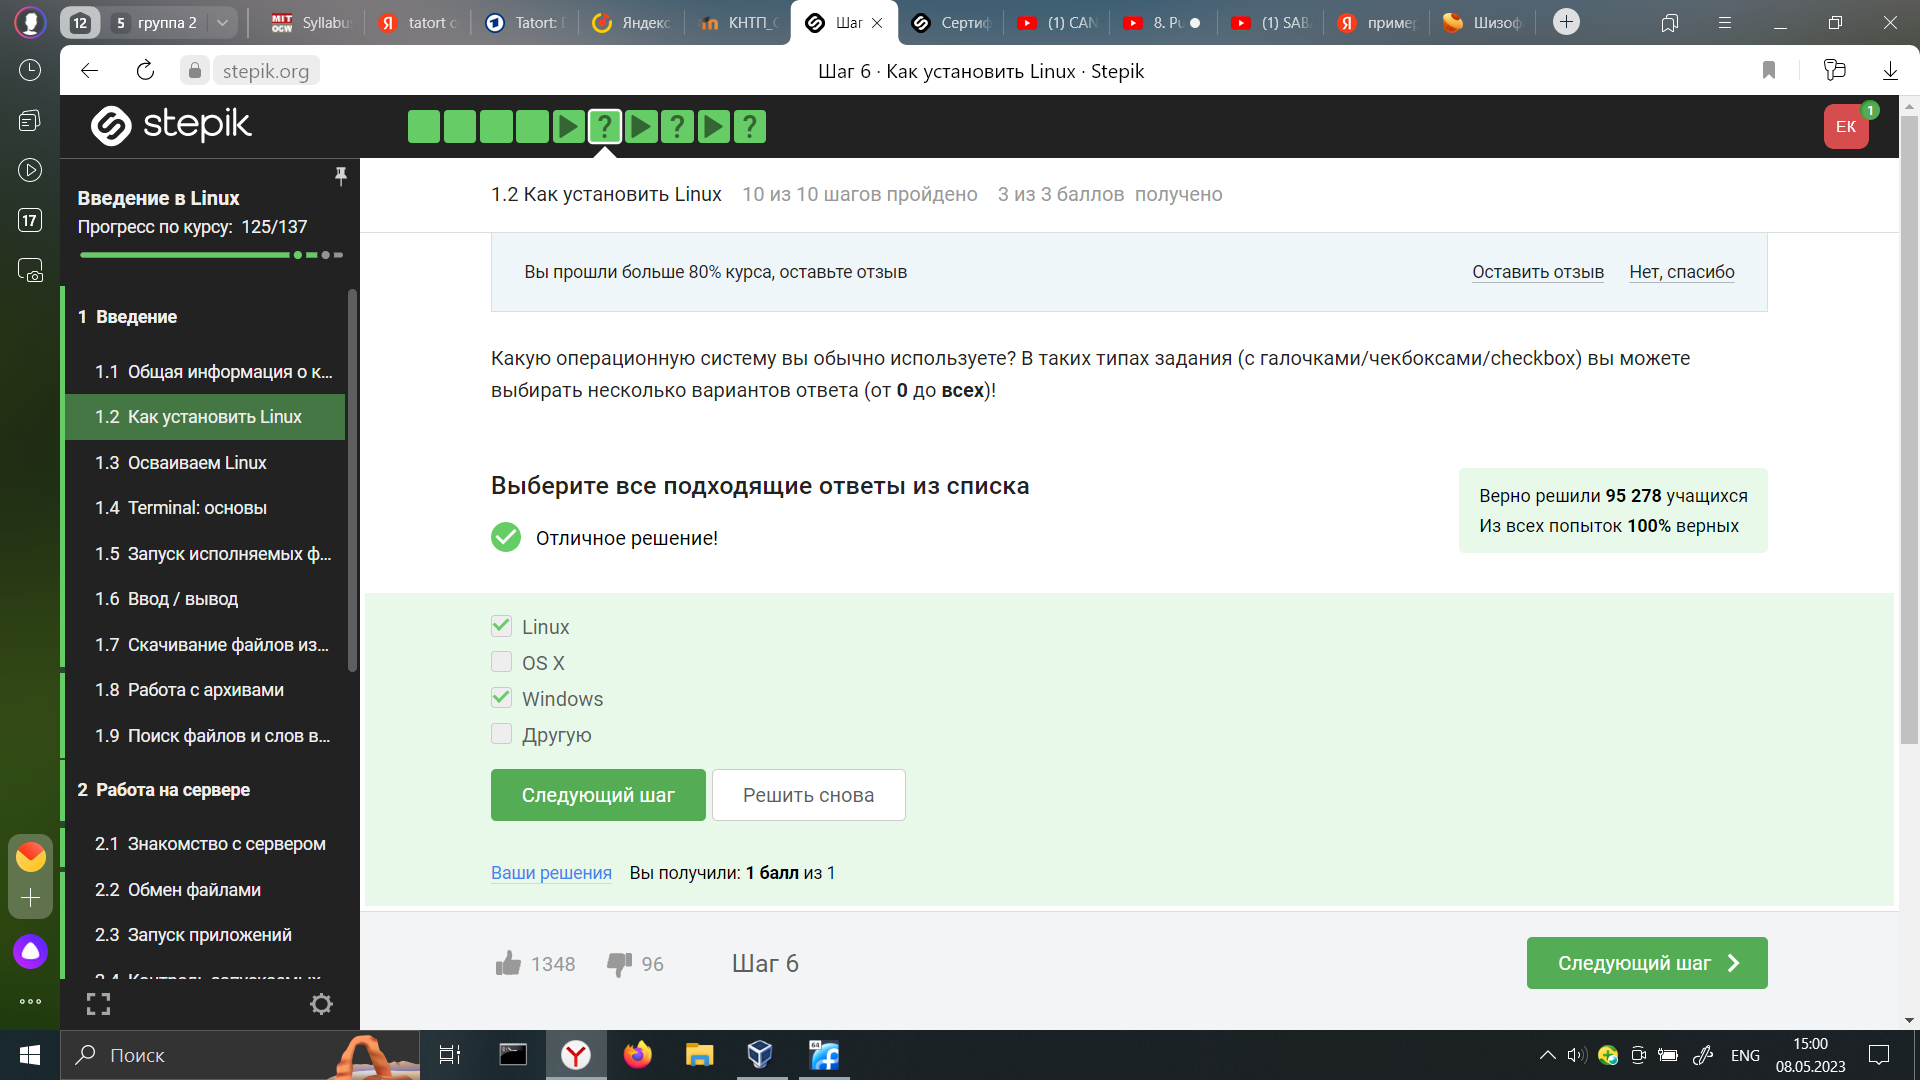 12
5 группа 2
MIT OCW Syllabu
tatort c
Tatort:
Яндекс
КНТП_
Шаг
Сертиф
(1) CAN
8. Pu
(1) SAB
пример
Шизоф
stepik.org
Шаг 6 · Как установить Linux · Stepik
17
stepik
? ? ?
ЕК
1
Введение в Linux
Прогресс по курсу: 125/137
1 Введение
1.1 Общая информация о к...
1.2 Как установить Linux
1.3 Осваиваем Linux
1.4 Terminal: основы
1.5 Запуск исполняемых ф...
1.6 Ввод / вывод
1.7 Скачивание файлов из...
1.8 Работа с архивами
1.9 Поиск файлов и слов в...
2 Работа на сервере
2.1 Знакомство с сервером
2.2 Обмен файлами
2.3 Запуск приложений
2.4 Контроль запускаемых
1.2 Как установить Linux 10 из 10 шагов пройдено 3 из 3 баллов получено
Вы прошли больше 80% курса, оставьте отзыв
Оставить отзыв Нет, спасибо
Какую операционную систему вы обычно используете? В таких типах задания (с галочками/чекбоксами/checkbox) вы можете
выбирать несколько вариантов ответа (от 0 до всех)!
Выберите все подходящие ответы из списка
Отличное решение!
Верно решили 95 278 учащихся
Из всех попыток 100% верных
Linux
OS X
Windows
Другую
Следующий шаг
Решить снова
Ваши решения Вы получили: 1 балл из 1
1348
96
Шаг 6
Следующий шаг
Поиск
64
ENG
15:00
08.05.2023